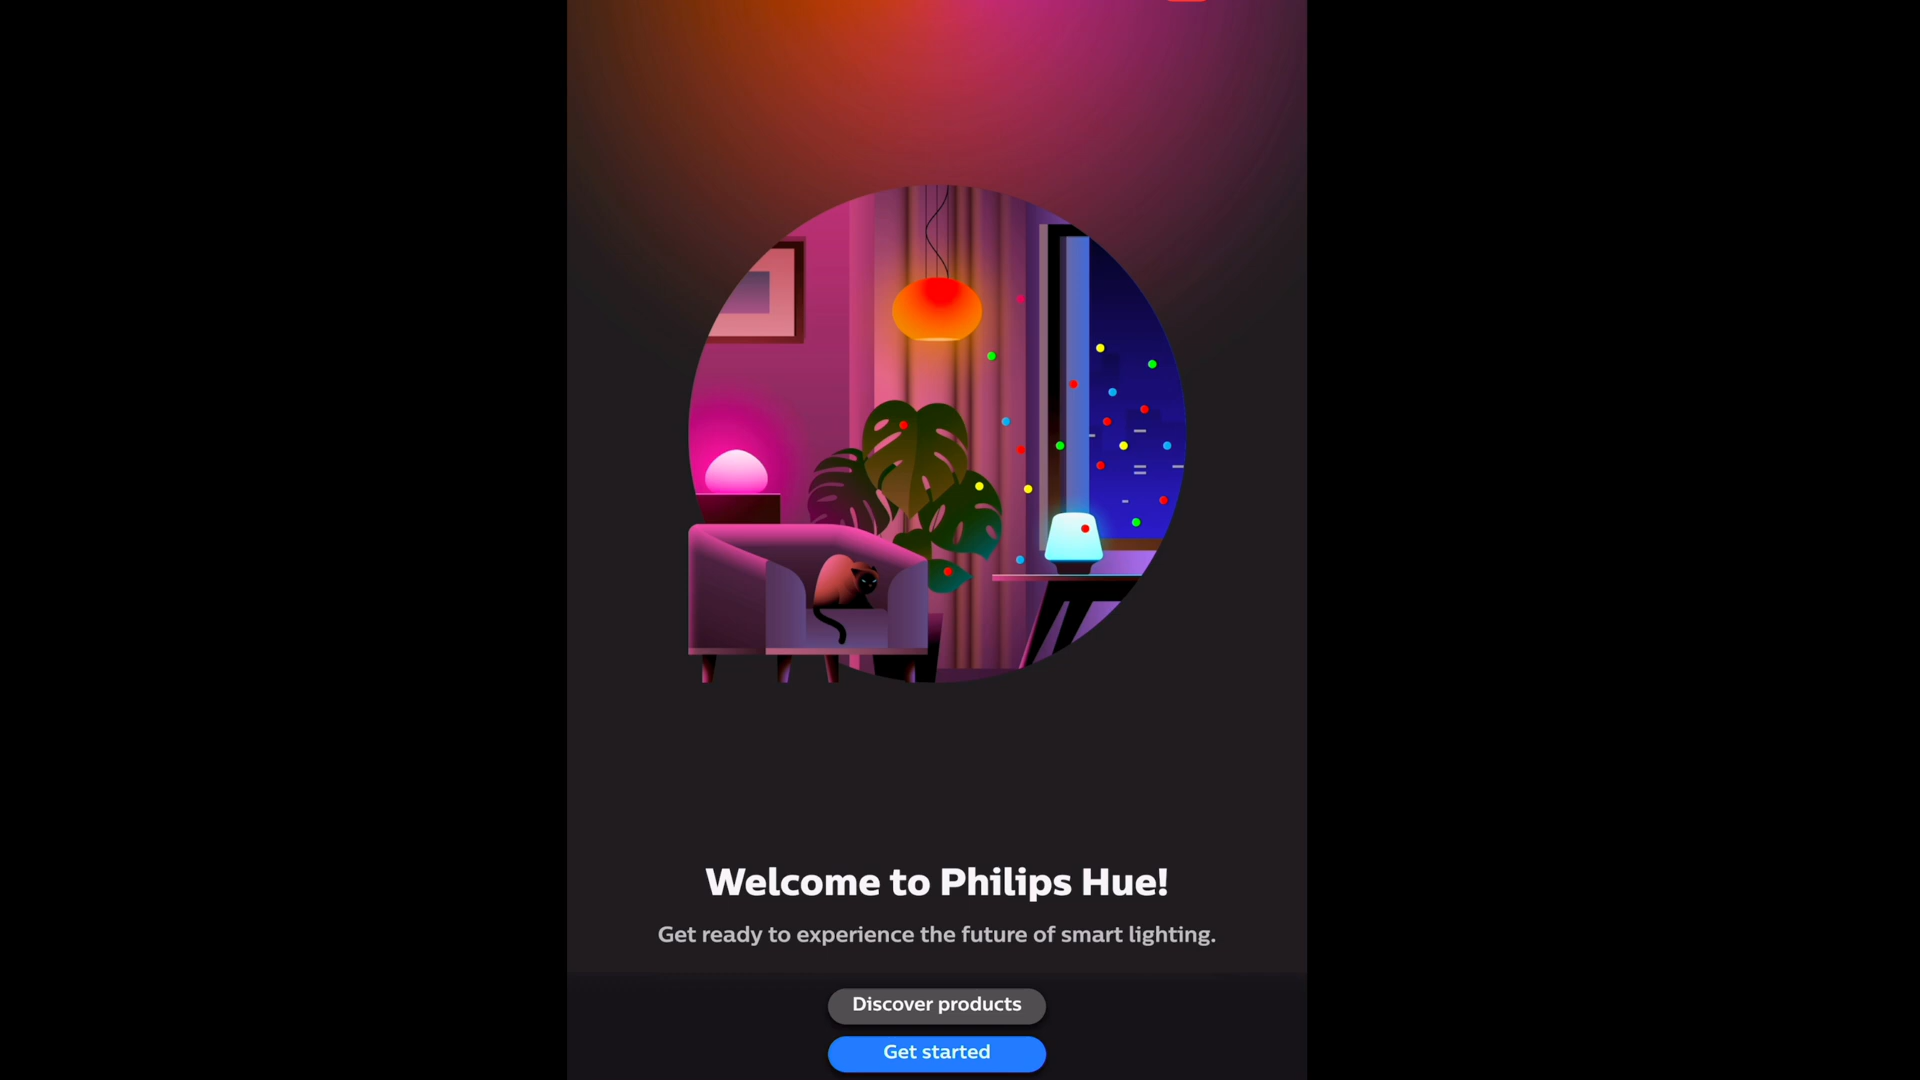 Welcome to Philips Hue!
Get ready to experience the future of smart lighting.
Discover products
Get started